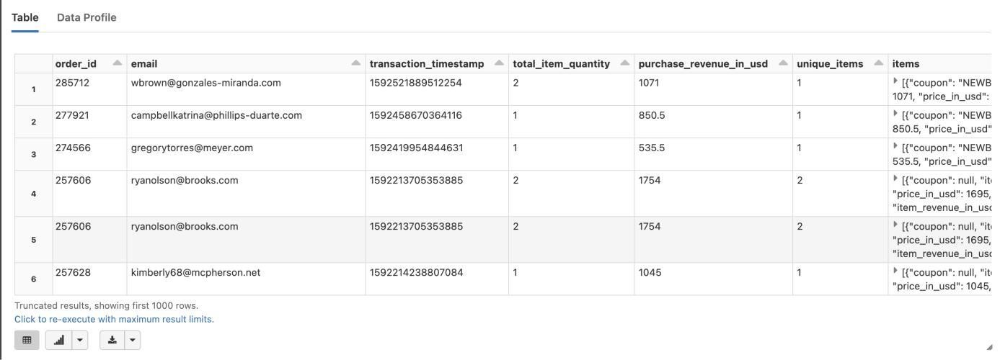 Table Data Profile
order_id email transaction_timestamp total_item_quantity purchase_revenue_in_usd unique_items items
1 285712 wbrown@gonzales-miranda.com 1592521889512254 2 1071 1 [{"coupon": "NEWB
1071, "price_in_usd":
2 277921 campbellkatrina@phillips-duarte.com 1592458670364116 1 850.5 1 [{"coupon": "NEWB
850.5, "price_in_usd"
3 274566 gregorytorres@meyer.com 1592419954844631 1 535.5 1 [{"coupon": "NEWB
535.5, "price_in_usd"
4 257606 ryanolson@brooks.com 1592213705353885 2 1754 2 [{"coupon": null, "ite
"price_in_usd": 1695,
"item_revenue_in_usd
5 257606 ryanolson@brooks.com 1592213705353885 2 1754 2 [{"coupon": null, "ite
"price_in_usd": 1695,
"item_revenue_in_usd
6 257628 kimberly68@mcpherson.net 1592214238807084 1 1045 1 [{"coupon": null, "ite
"price_in_usd": 1045,
Truncated results, showing first 1000 rows.
Click to re-execute with maximum result limits.